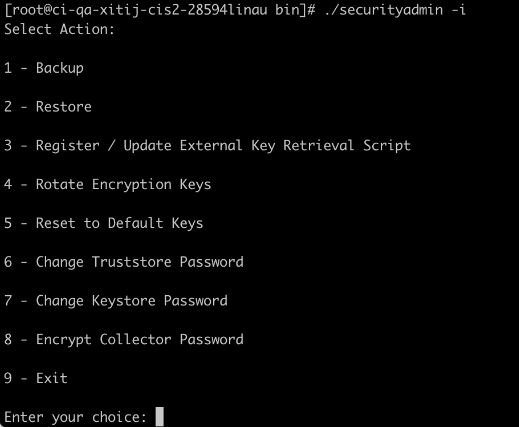 [root@ci-qa-xitij-cis2-28594linau bin]# ./securityadmin -i
Select Action:
1 - Backup
2 - Restore
3 - Register / Update External Key Retrieval Script
4 - Rotate Encryption Keys
5 - Reset to Default Keys
6 - Change Truststore Password
7 - Change Keystore Password
8 - Encrypt Collector Password
9 - Exit
Enter your choice: